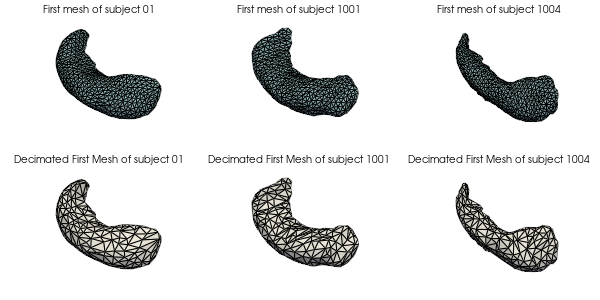 First mesh of subject 01
First mesh of subject 1001
First mesh of subject 1004
Decimated First Mesh of subject 01
Decimated First Mesh of subject 1001
Decimated First Mesh of subject 1004